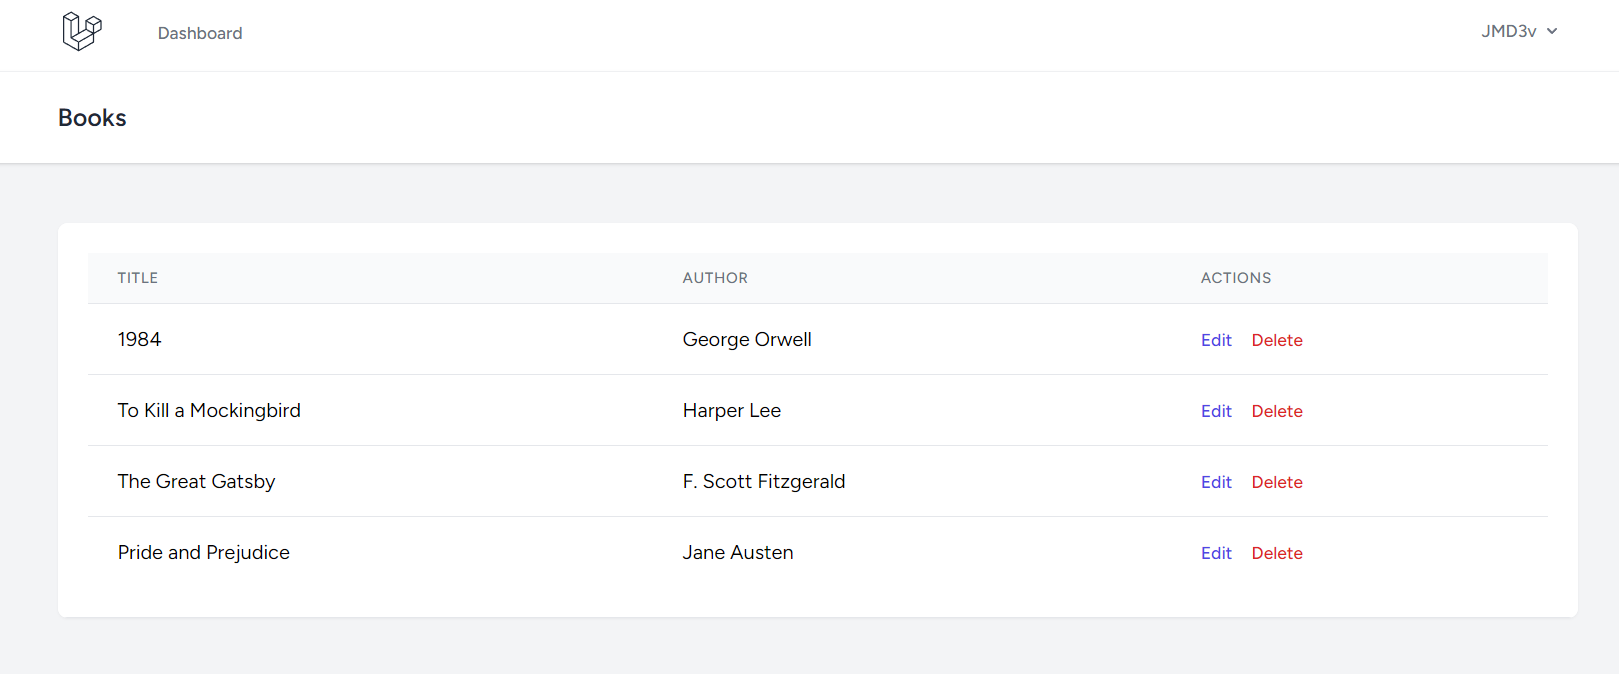 Dashboard JMD3v
Books
TITLE AUTHOR ACTIONS
1984 George Orwell Edit Delete
To Kill a Mockingbird Harper Lee Edit Delete
The Great Gatsby F. Scott Fitzgerald Edit Delete
Pride and Prejudice Jane Austen Edit Delete